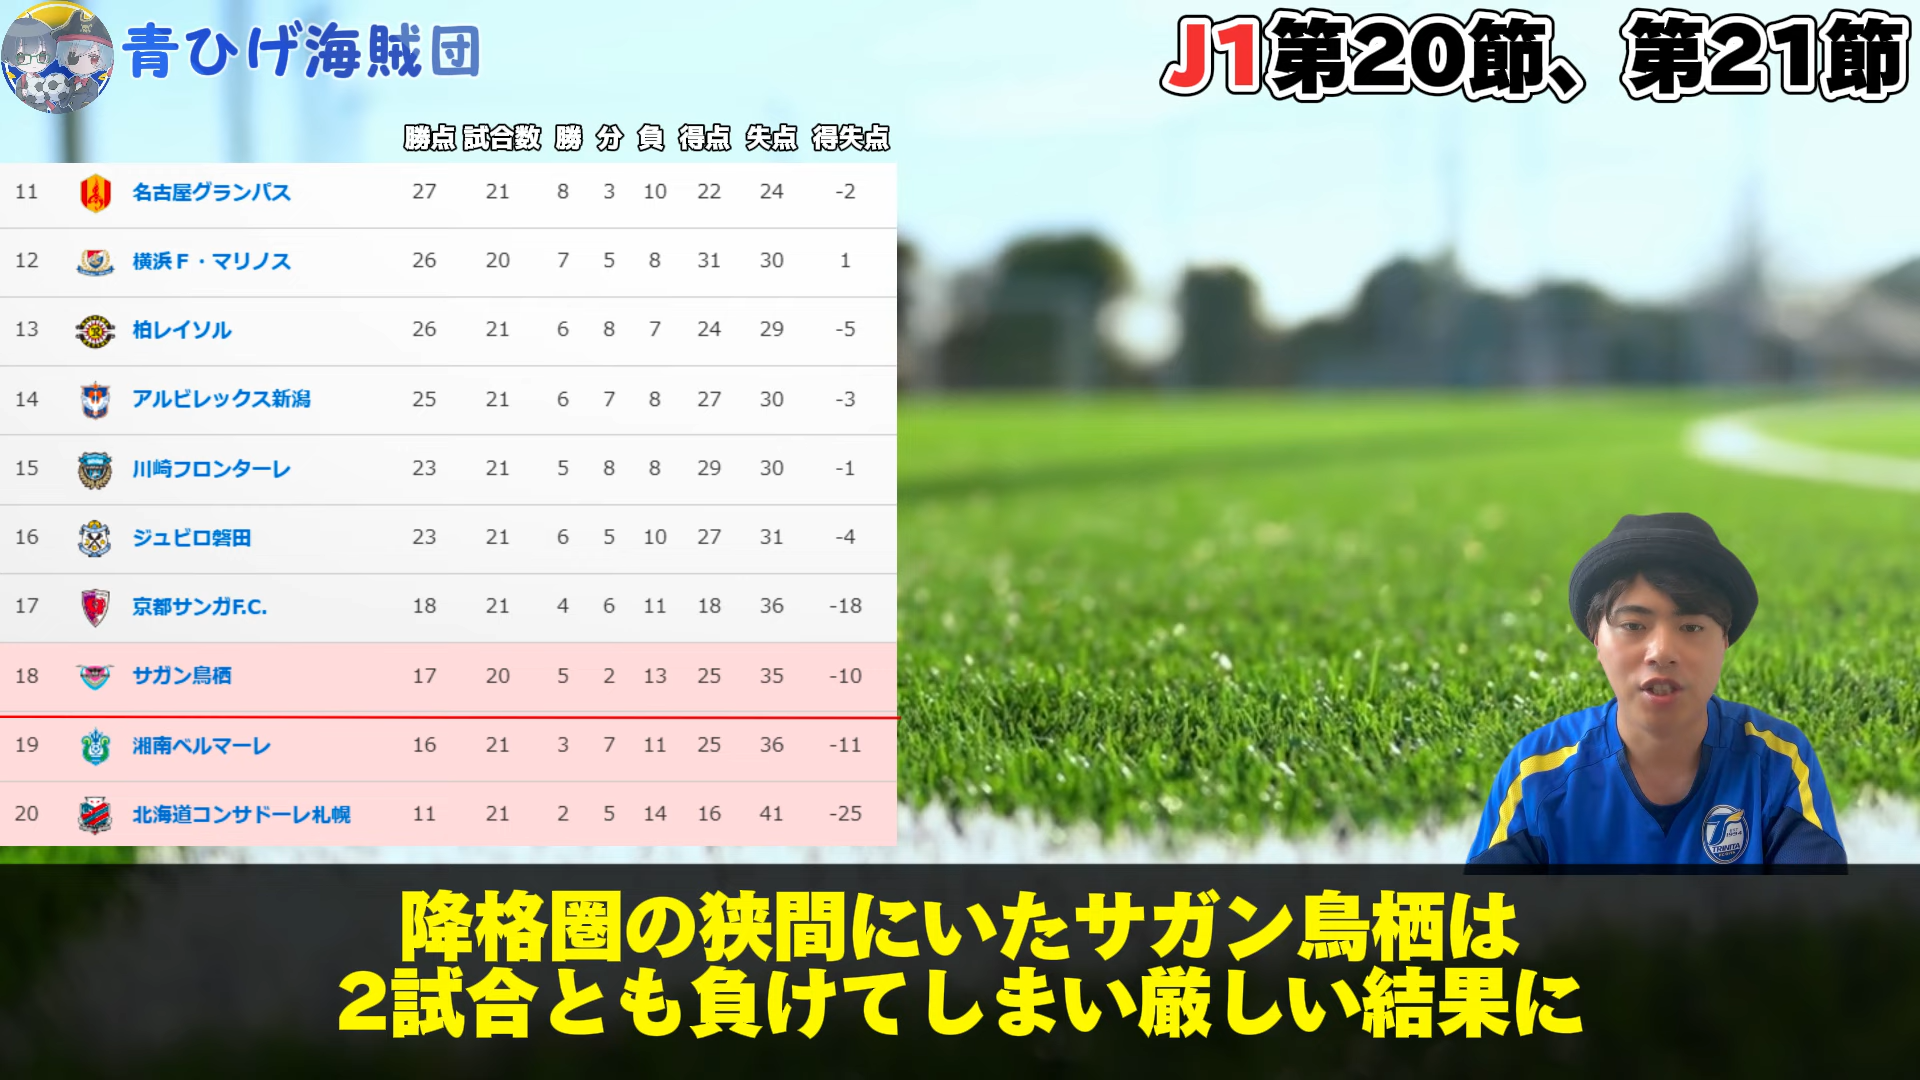 青ひげ海賊団
J1第20節、第21節
勝点 試合数 勝 分 負 得点 失点 得失点
11 名古屋グランパス 27 21 8 3 10 22 24 -2
12 横浜F・マリノス 26 20 7 5 8 31 30 1
13 柏レイソル 26 21 6 8 7 24 29 -5
14 アルビレックス新潟 25 21 6 7 8 27 30 -3
15 川崎フロンターレ 23 21 5 8 8 29 30 -1
16 ジュビロ磐田 23 21 6 5 10 27 31 -4
17 京都サンガF.C. 18 21 4 6 11 18 36 -18
18 サガン鳥栖 17 20 5 2 13 25 35 -10
19 湘南ベルマーレ 16 21 3 7 11 25 36 -11
20 北海道コンサドーレ札幌 11 21 2 5 14 16 41 -25
1994
TRINITA
降格圏の狭間にいたサガン鳥栖は
2試合とも負けてしまい厳しい結果に